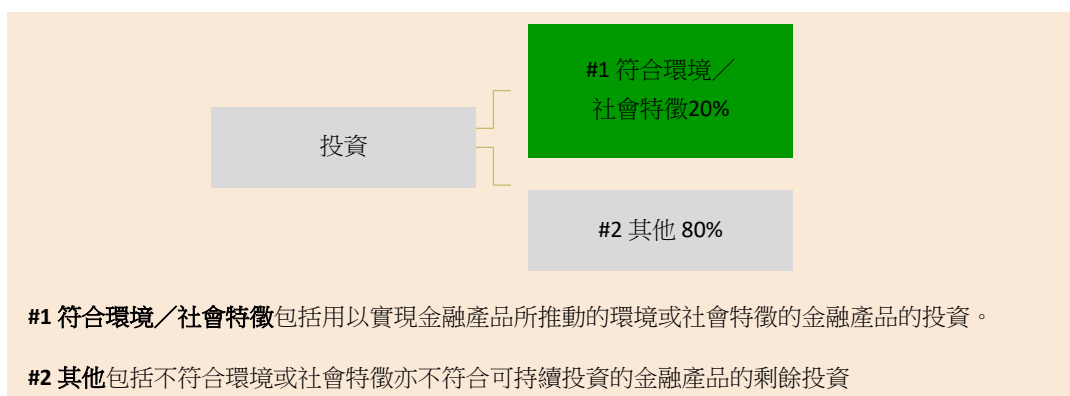 #1 符合環境／
社會特徵20%
投資
#2 其他 80%
#1 符合環境／社會特徵包括用以實現金融產品所推動的環境或社會特徵的金融產品的投資。
#2 其他包括不符合環境或社會特徵亦不符合可持續投資的金融產品的剩餘投資